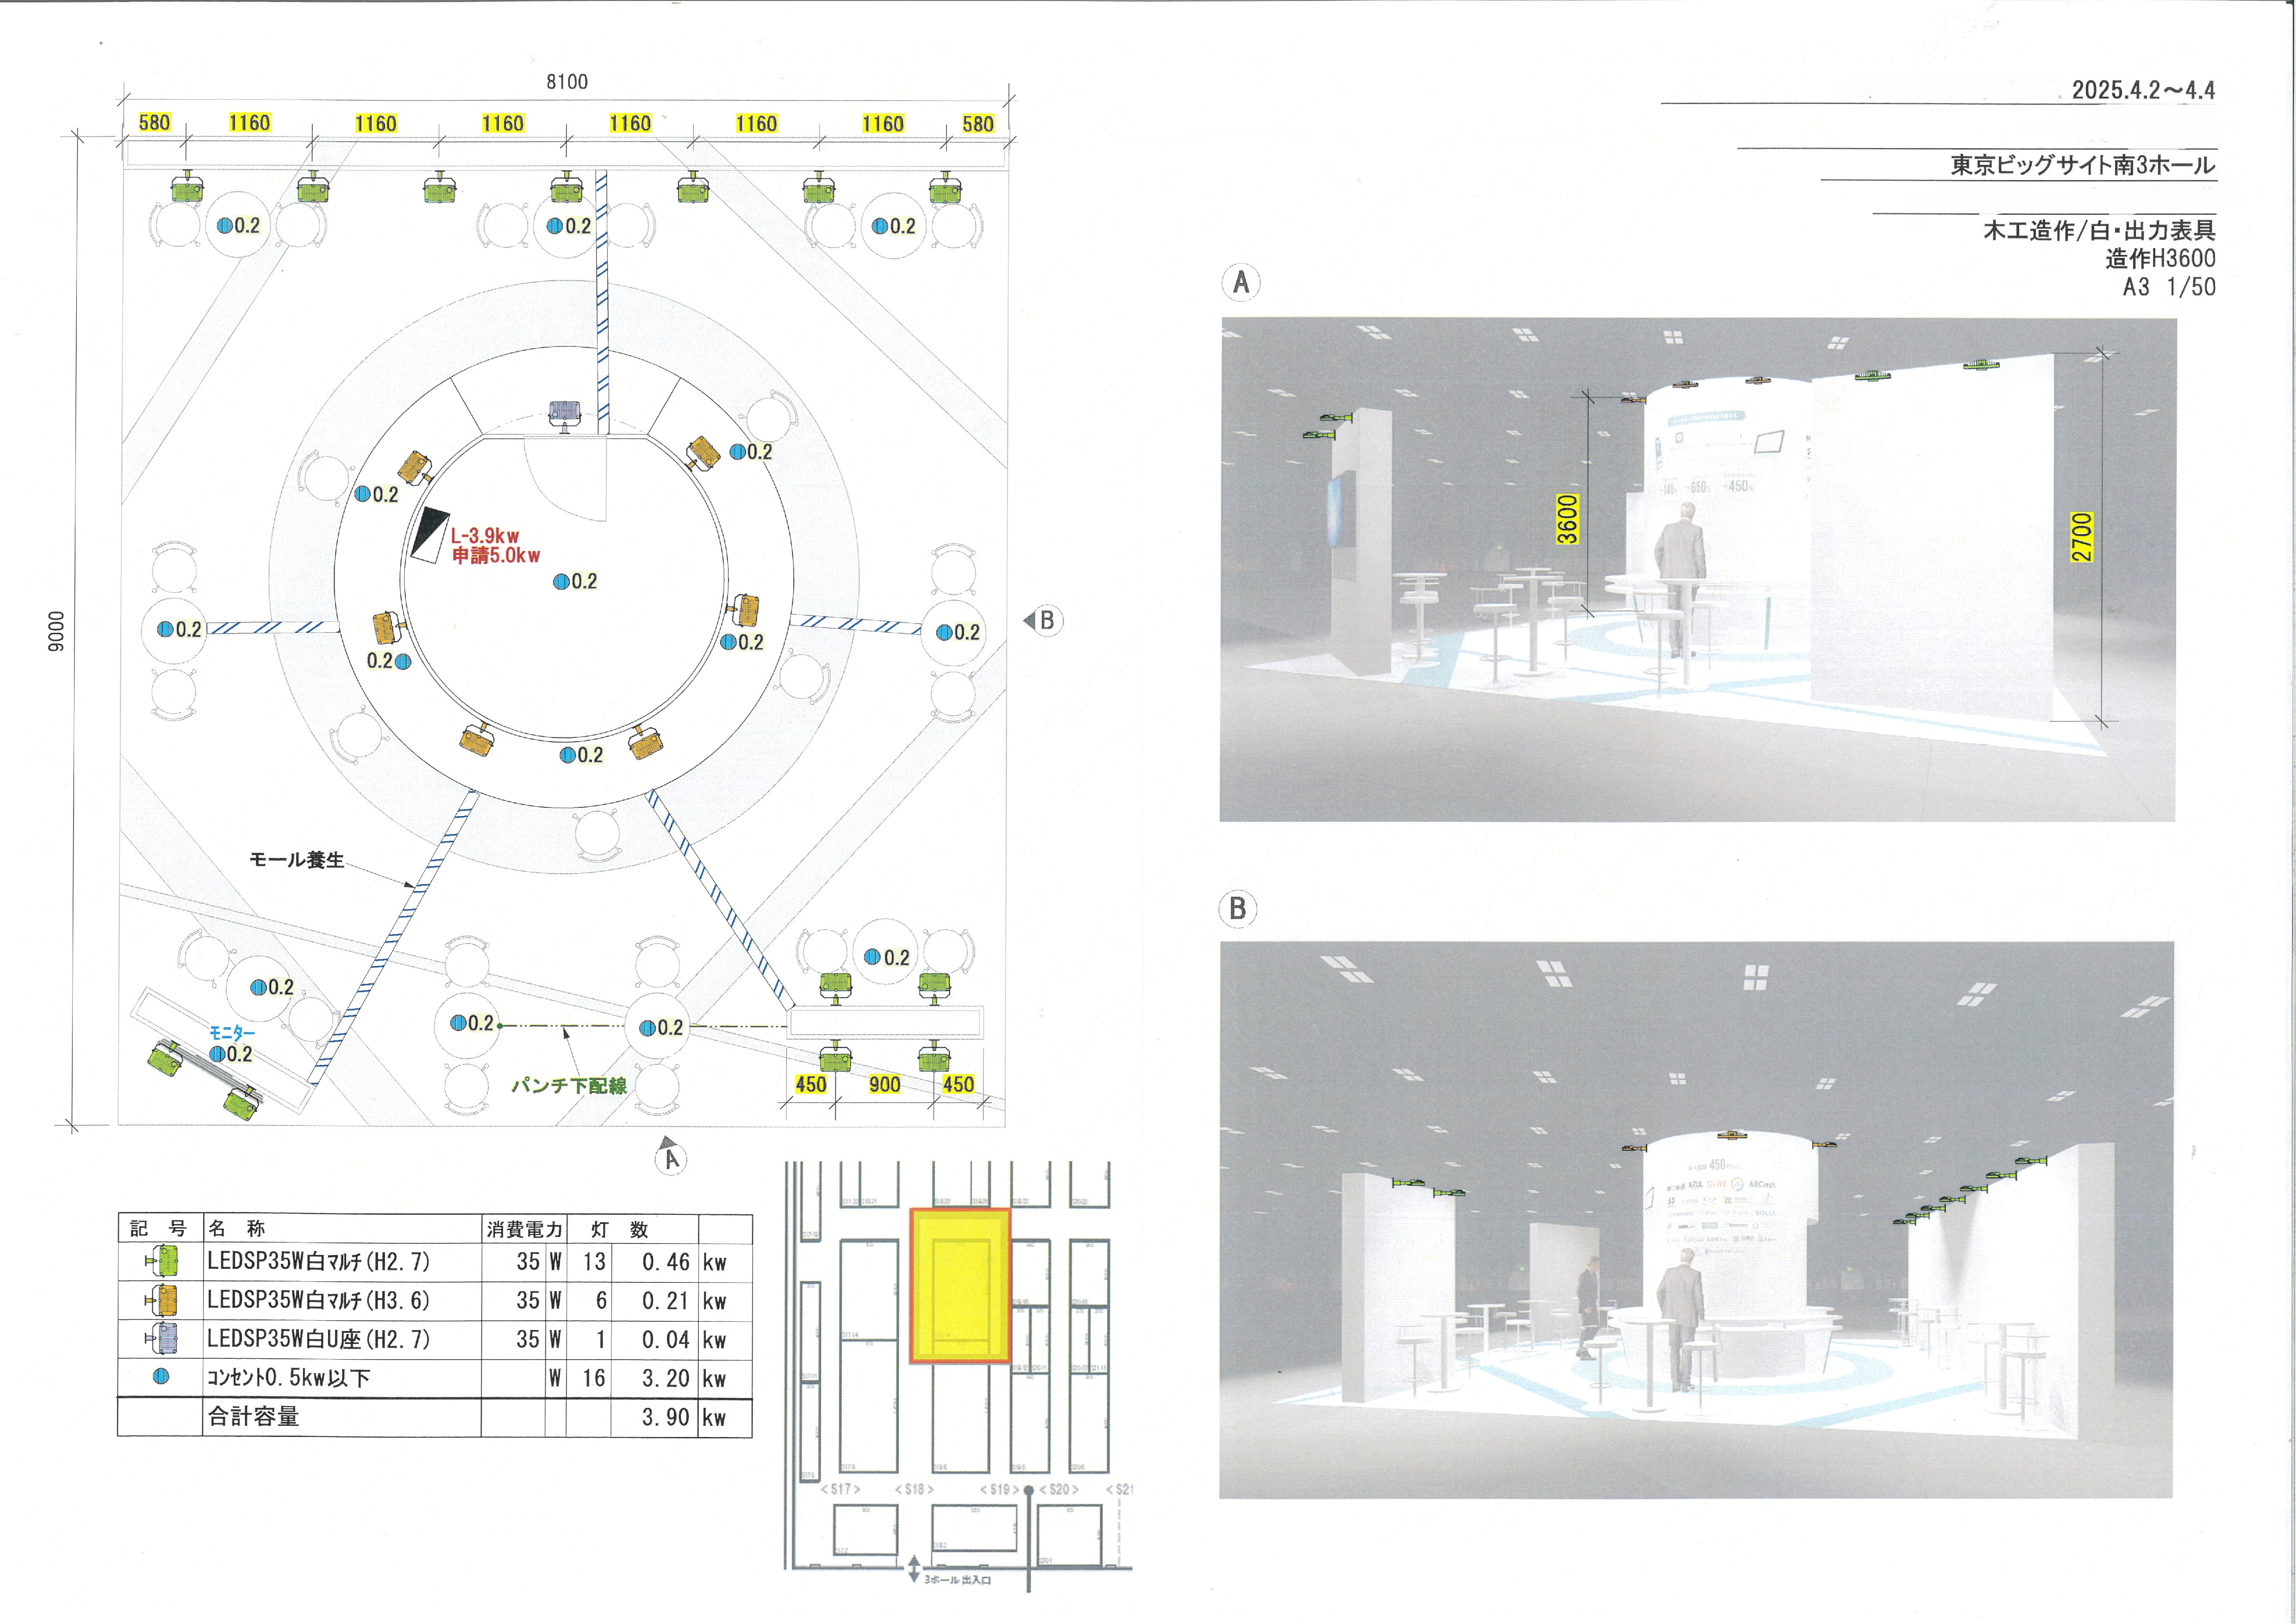 8100
580 1160 1160 1160 1160 1160 1160 580
9000
0.2 0.2 0.2
0.2
0.2
L-3.9kw
申請5.0kw
0.2
0.2 0.2 0.2
0.2
0.2
B
モール養生
0.2
0.2
0.2 0.2
モニター
0.2
パンチ下配線
450 900 450
A
記 号 名 称 消費電力 灯 数
LEDSP35W白ﾏﾙﾁ(H2.7) 35 W 13 0.46 kw
LEDSP35W白ﾏﾙﾁ(H3.6) 35 W 6 0.21 kw
LEDSP35W白U座(H2.7) 35 W 1 0.04 kw
ｺﾝｾﾝﾄ0.5kw以下 W 16 3.20 kw
合計容量 3.90 kw
<S17> <S18> <S19> <S20> <S21
3ホール出入口
2025.4.2～4.4
東京ビッグサイト南3ホール
木工造作/白・出力表具
造作H3600
A3 1/50
A
3600
2700
-650
-450
B
450
ABCash